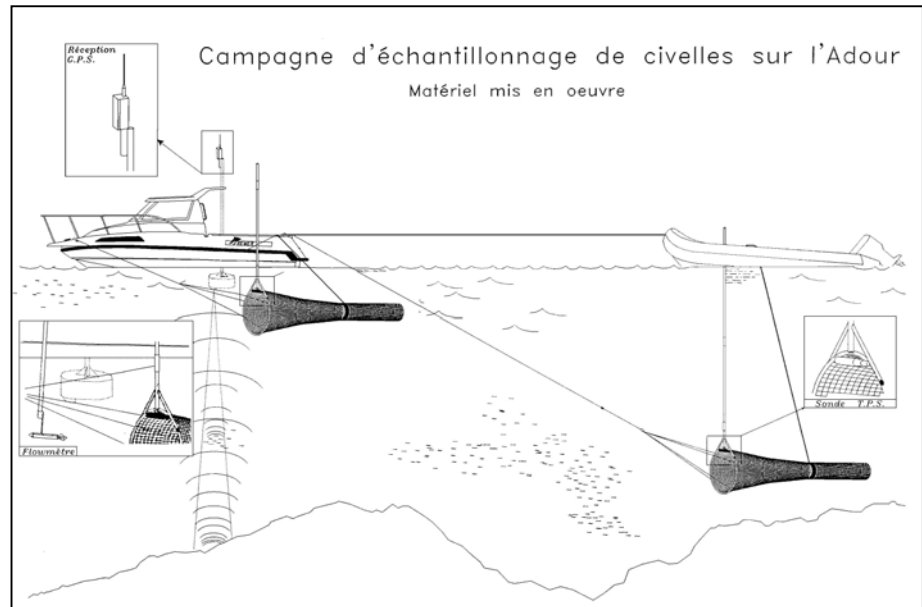 Réception
G.P.S.
Campagne d'échantillonnage de civelles sur l'Adour
Matériel mis en oeuvre
Flowmètre
Sonde T.P.S.